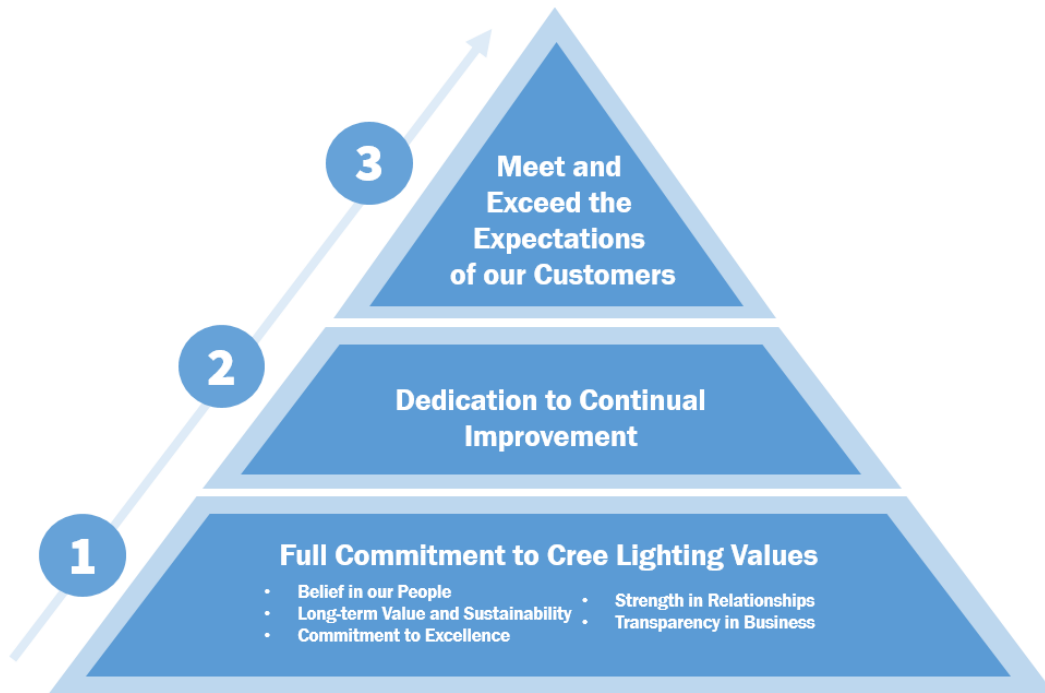 3
Meet and
Exceed the
Expectations
of our Customers
2
Dedication to Continual
Improvement
1
Full Commitment to Cree Lighting Values
• Belief in our People
• Long-term Value and Sustainability
• Commitment to Excellence
• Strength in Relationships
• Transparency in Business